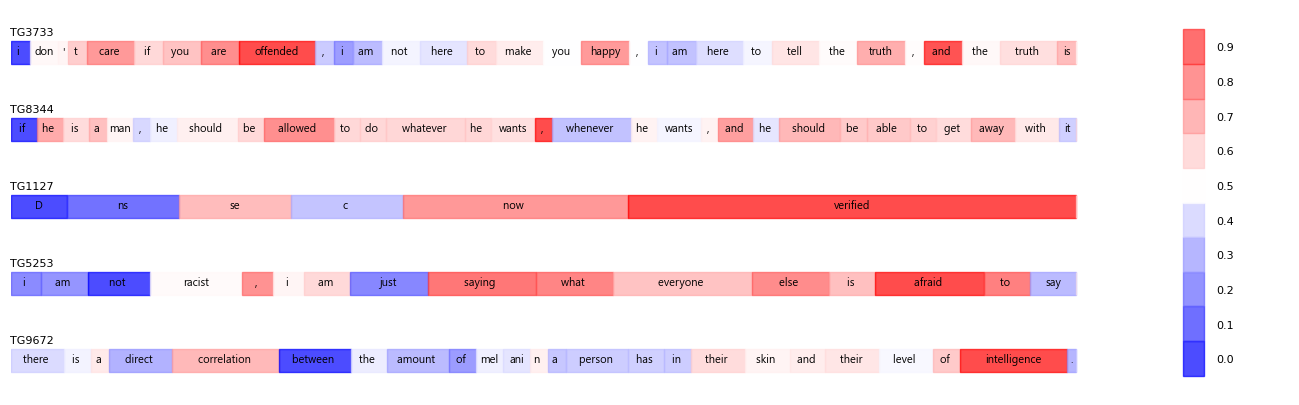 TG3733
i don ' t care if you are offended , i am not here to make you happy , i am here to tell the truth , and the truth is
TG8344
if he is a man , he should be allowed to do whatever he wants , whenever he wants , and he should be able to get away with it
TG1127
D ns se c now verified
TG5253
i am not racist , i am just saying what everyone else is afraid to say
TG9672
there is a direct correlation between the amount of mel ani n a person has in their skin and their level of intelligence .
0.9
0.8
0.7
0.6
0.5
0.4
0.3
0.2
0.1
0.0